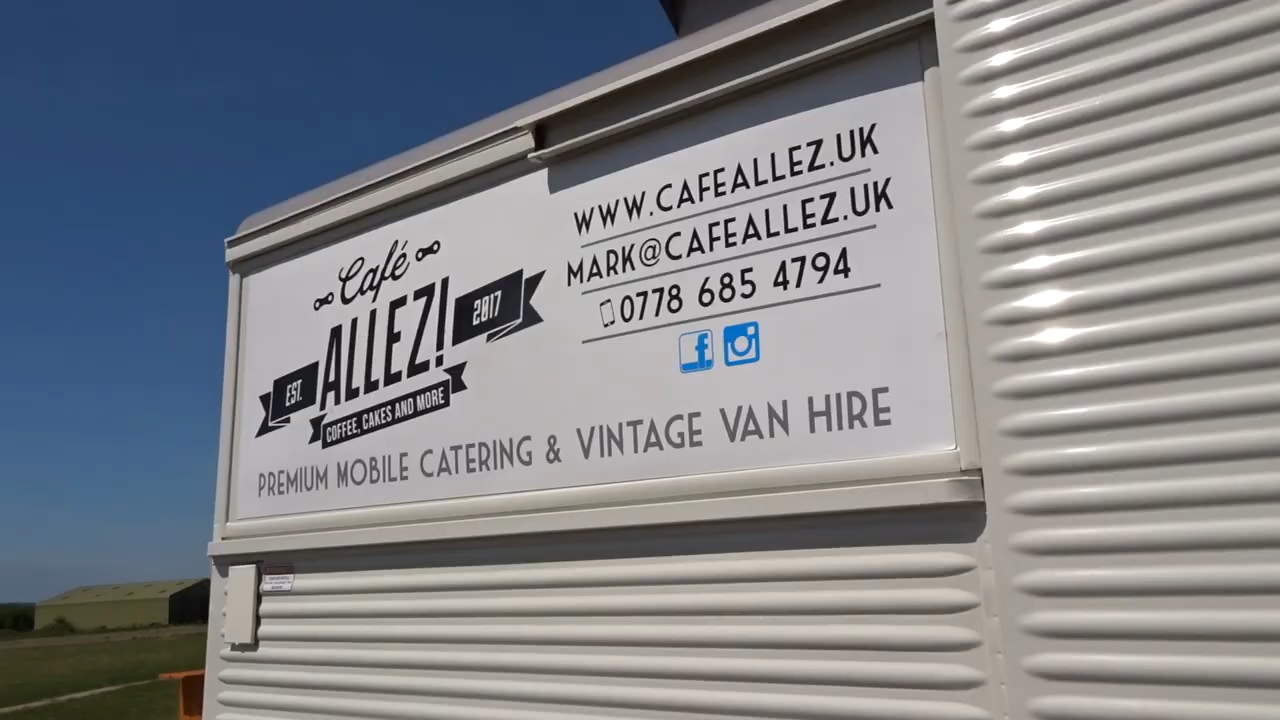 Café
ALLEZ!
EST.
2017
COFFEE, CAKES AND MORE
WWW.CAFEALLEZ.UK
MARK@CAFEALLEZ.UK
0778 685 4794
f
PREMIUM MOBILE CATERING & VINTAGE VAN HIRE